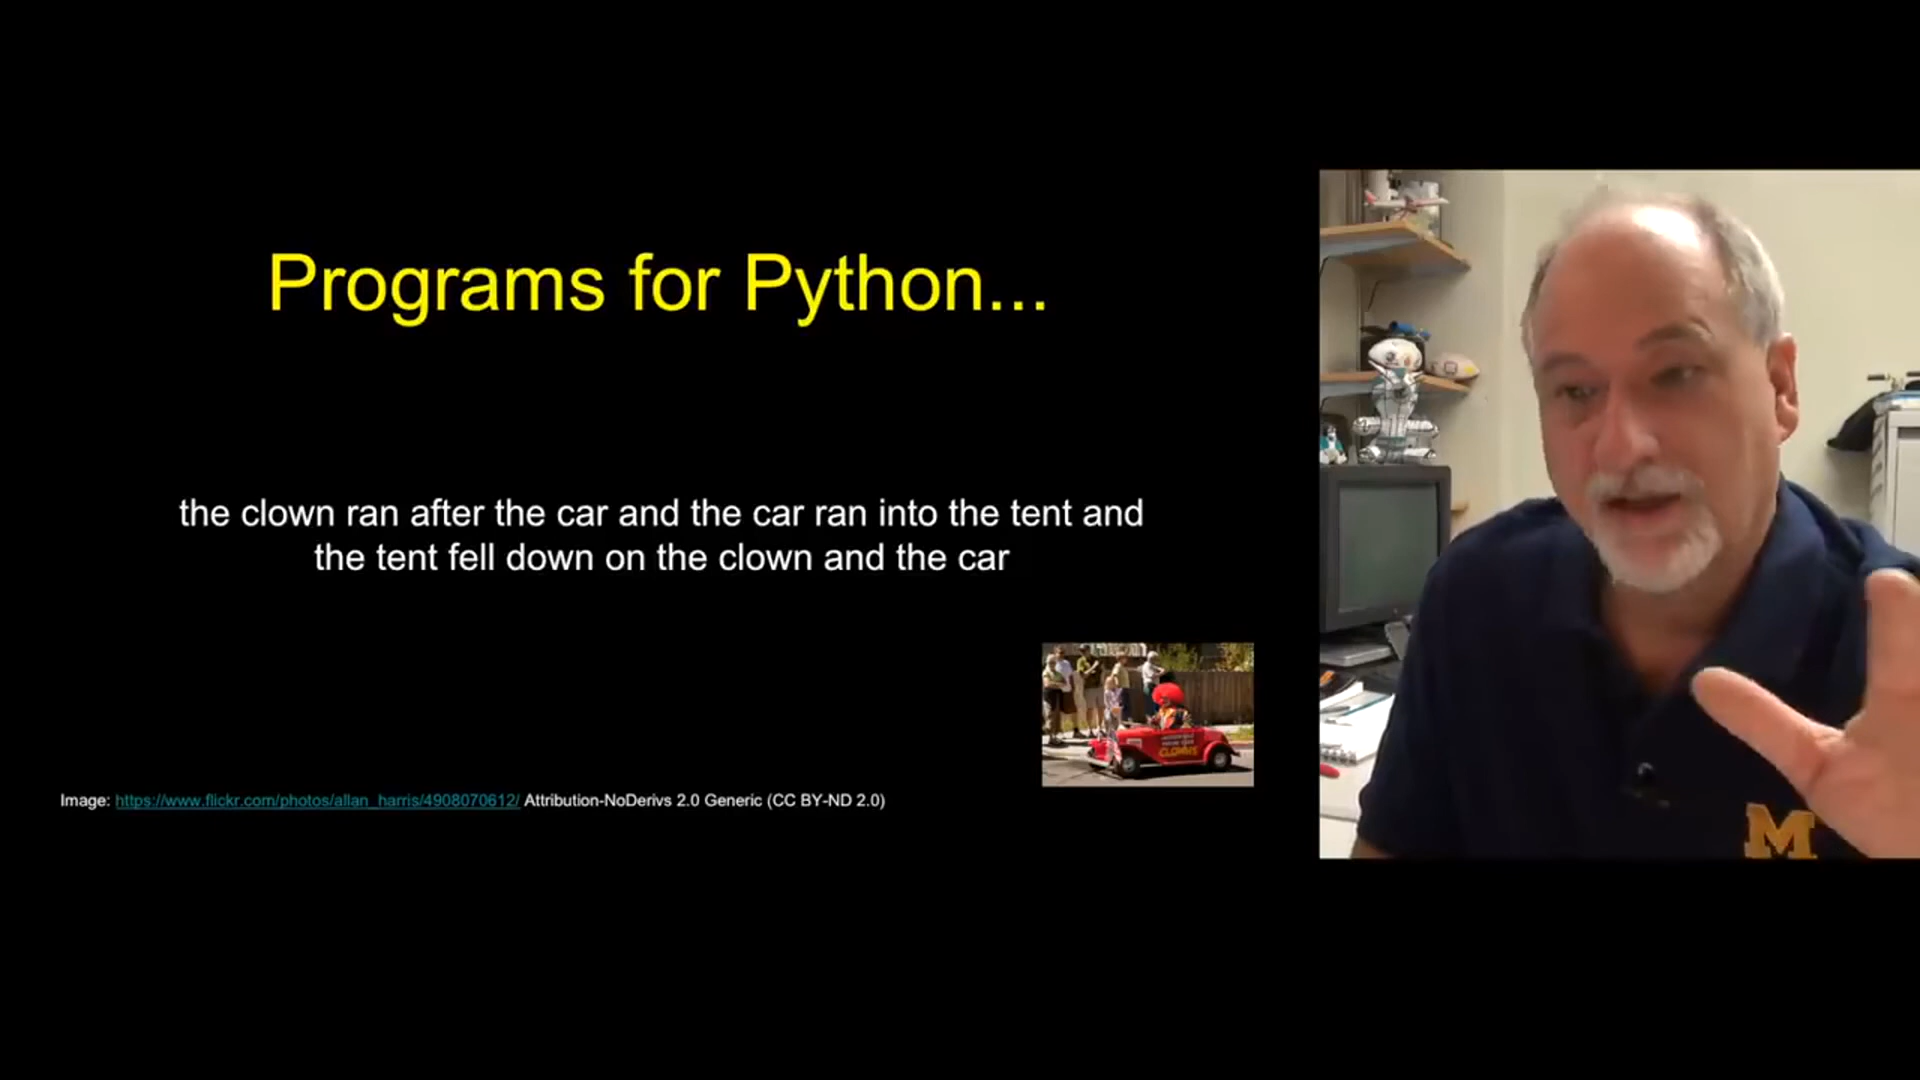 Programs for Python...
the clown ran after the car and the car ran into the tent and
the tent fell down on the clown and the car
CLOWNS
Image: https://www.flickr.com/photos/allan_harris/4908070612/ Attribution-NoDerivs 2.0 Generic (CC BY-ND 2.0)
M